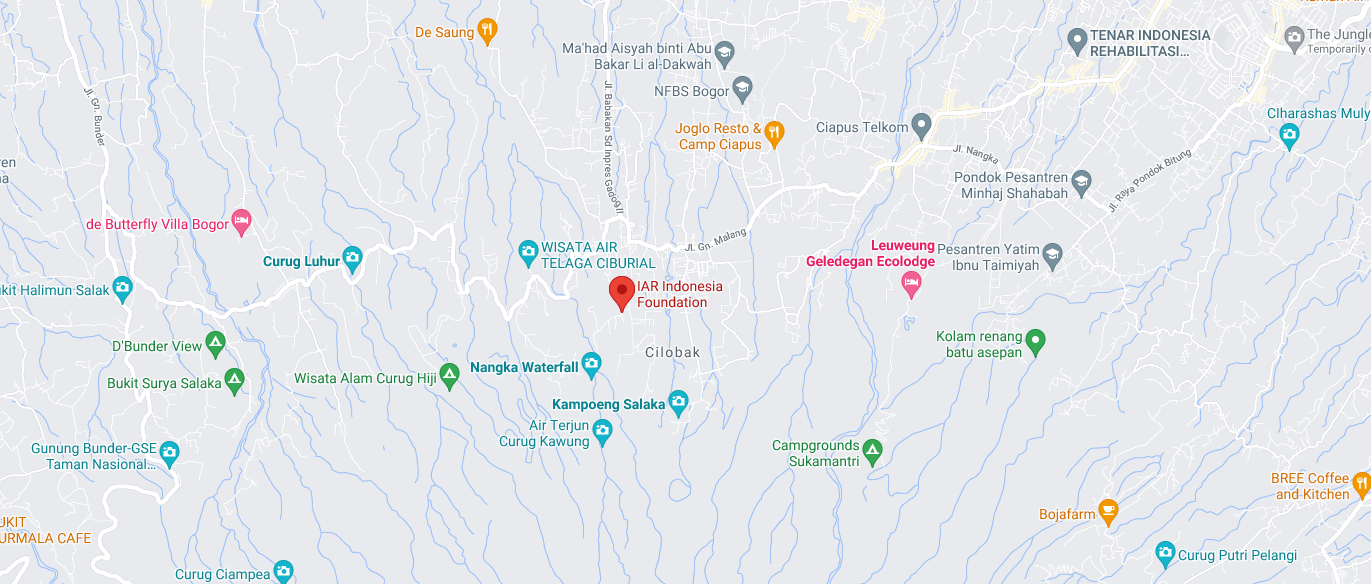 De Saung
Ma'had Aisyah binti Abu
Bakar Li al-Dakwah
TENAR INDONESIA
REHABILITASI...
The Jungle
Temporarily
NFBS Bogor
Jl. Gn. Bunder
Jl. Babakan Sd Inpres Gadog II
Joglo Resto &
Camp Ciapus
Ciapus Telkom
CIharashas Muly
Jl. Nangka
Jl. Raya Pondok Bitung
Pondok Pesantren
Minhaj Shahabah
de Butterfly Villa Bogor
Jl. Gn. Malang
Curug Luhur
WISATA AIR
TELAGA CIBURIAL
Leuweung
Geledegan Ecolodge
Pesantren Yatim
Ibnu Taimiyah
Halimun Salak
IAR Indonesia
Foundation
D'Bunder View
Cilobak
Kolam renang
batu asepan
Bukit Surya Salaka
Wisata Alam Curug Hiji
Nangka Waterfall
Kampoeng Salaka
Air Terjun
Curug Kawung
Gunung Bunder-GSE
Taman Nasional...
Campgrounds
Sukamantri
BREE Coffee
and Kitchen
Bojafarm
UKIT
URMALA CAFE
Curug Putri Pelangi
Curug Ciampea